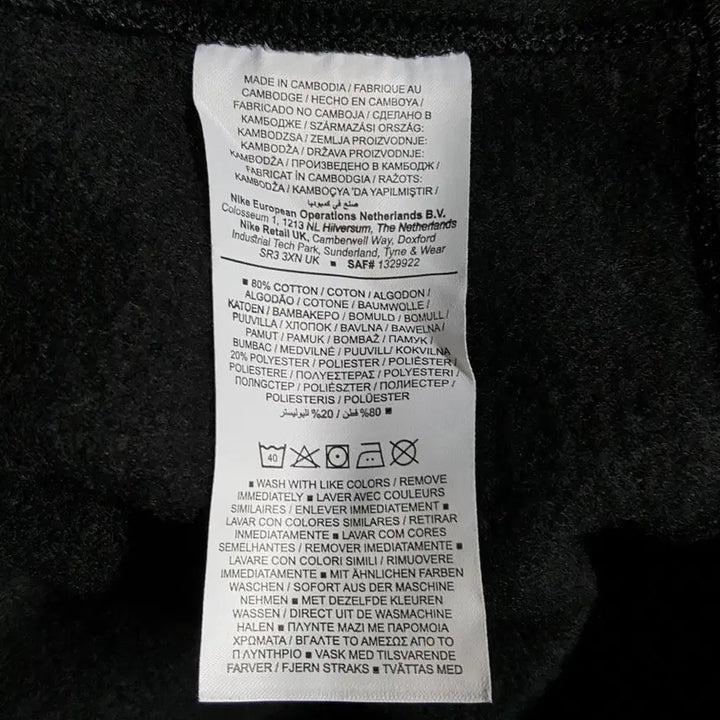 MADE IN CAMBODIA / FABRIQUE AU
CAMBODGE / HECHO EN CAMBOYA /
FABRICADO NO CAMBOJA / СДЕЛАНО В
КАМБОДЖЕ / SZÁRMAZÁSI ORSZÁG:
KAMBODZSA / ZEMLJA PROIZVODNJE:
KAMBODŽA / DRŽAVA PROIZVODNJE:
KAMBODŽA / ПРОИЗВЕДЕНО В КАМБОДЖ /
FABRICAT ÎN CAMBODGIA / RAŽOTS:
KAMBODŽA / KAMBOÇYA 'DA YAPILMIŞTIR /
صنع في كمبوديا
Nike European Operations Netherlands B.V.
Colosseum 1, 1213 NL Hilversum, The Netherlands
Nike Retail UK, Camberwell Way, Doxford
Industrial Tech Park, Sunderland, Tyne & Wear
SR3 3XN UK ■ SAF# 1329922
■ 80% COTTON / COTON / ALGODON /
ALGODÃO / COTONE / BAUMWOLLE /
KATOEN / ΒΑΜΒΑΚΕΡΟ / BOMULD / BOMULL /
PUUVILLA / ХЛОПОК / BAVLNA / BAWEŁNA /
PAMUT / PAMUK / BOMBAŽ / ПАМУК /
BUMBAC / MEDVILNĖ / PUUVILL/ KOKVILNA
20% POLYESTER / POLIESTER / POLIÉSTER /
POLIESTERE / ΠΟΛΥΕΣΤΕΡΑΣ / POLYESTERI /
ПОЛИЭСТЕР / POLIÉSZTER / ПОЛИЕСТЕР /
POLIESTERIS / POLÜESTER
■ 80% قطن / 20% البوليستر
40
■ WASH WITH LIKE COLORS / REMOVE
IMMEDIATELY ■ LAVER AVEC COULEURS
SIMILAIRES / ENLEVER IMMEDIATEMENT ■
LAVAR CON COLORES SIMILARES / RETIRAR
INMEDIATAMENTE ■ LAVAR COM CORES
SEMELHANTES / REMOVER IMEDIATAMENTE ■
LAVARE CON COLORI SIMILI / RIMUOVERE
IMMEDIATAMENTE ■ MIT ÄHNLICHEN FARBEN
WASCHEN / SOFORT AUS DER MASCHINE
NEHMEN ■ MET DEZELFDE KLEUREN
WASSEN / DIRECT UIT DE WASMACHINE
HALEN ■ ΠΛΥΝΤΕ ΜΑΖΙ ΜΕ ΠΑΡΟΜΟΙΑ
ΧΡΩΜΑΤΑ / ΒΓΑΛΤΕ ΤΟ ΑΜΕΣΩΣ ΑΠΟ ΤΟ
ΠΛΥΝΤΗΡΙΟ ■ VASK MED TILSVARENDE
FARVER / FJERN STRAKS ■ TVÄTTAS MED